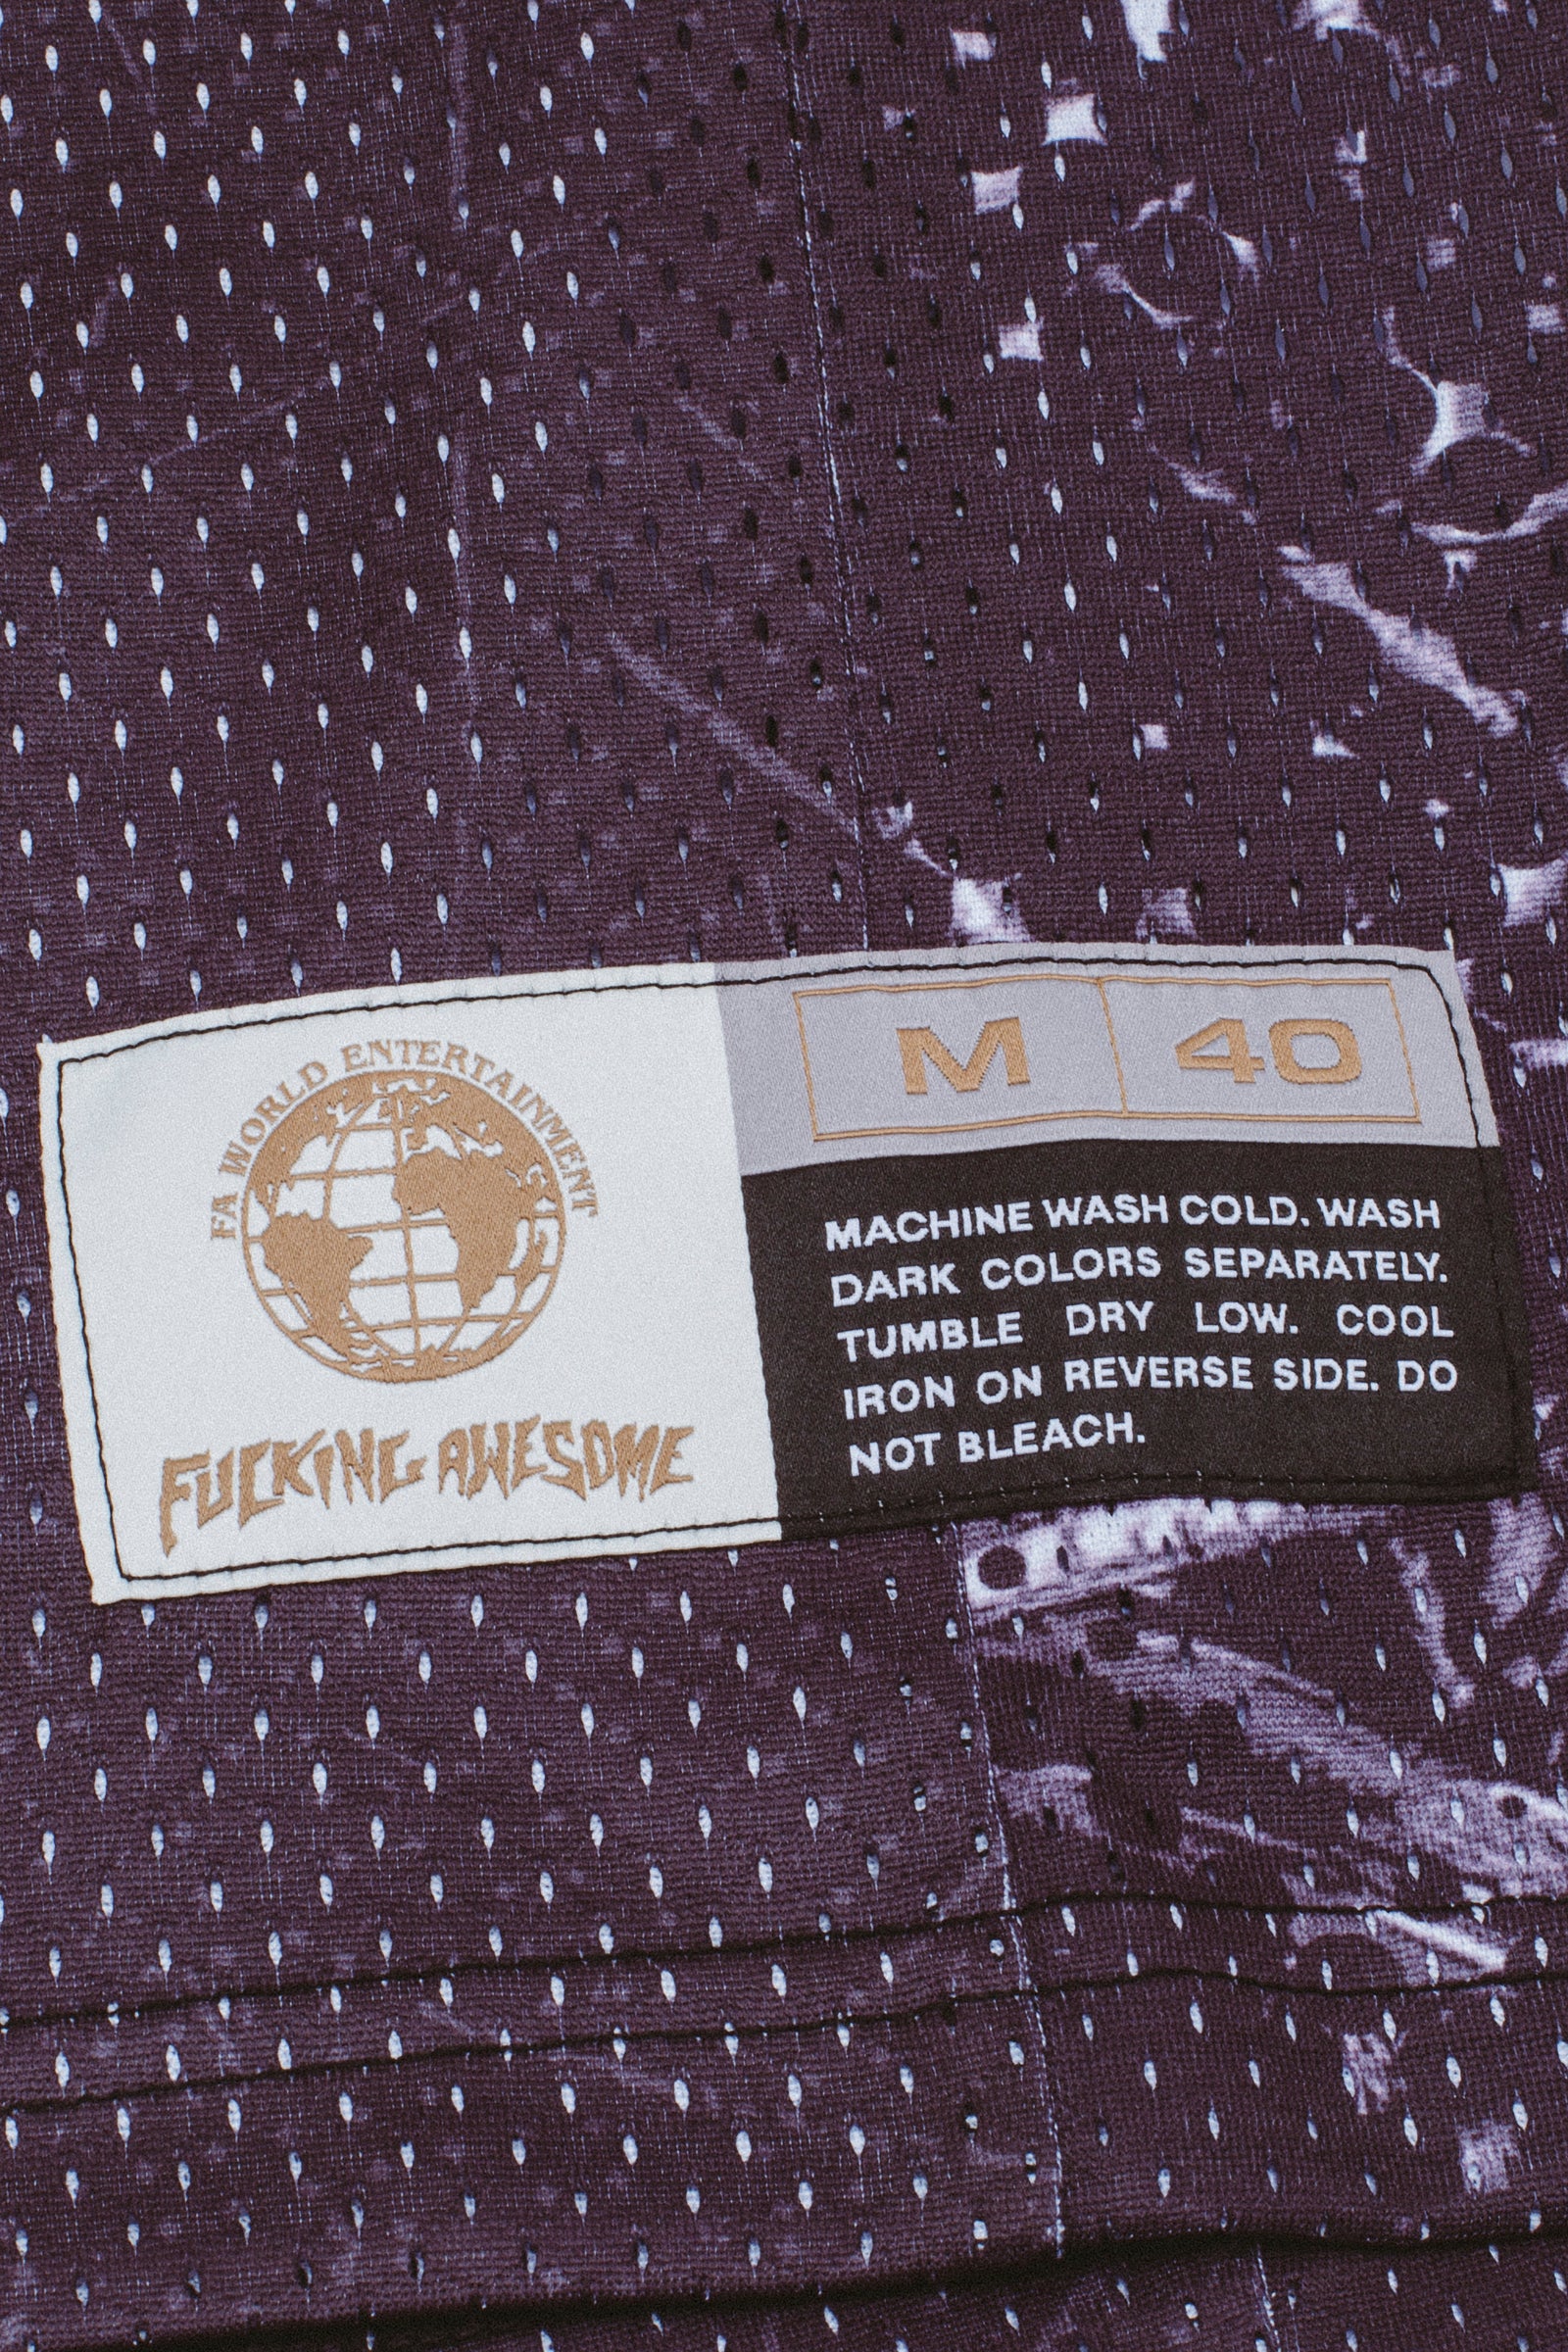 FA WORLD ENTERTAINMENT
FUCKING AWESOME
M 40
MACHINE WASH COLD. WASH
DARK COLORS SEPARATELY.
TUMBLE DRY LOW. COOL
IRON ON REVERSE SIDE. DO
NOT BLEACH.